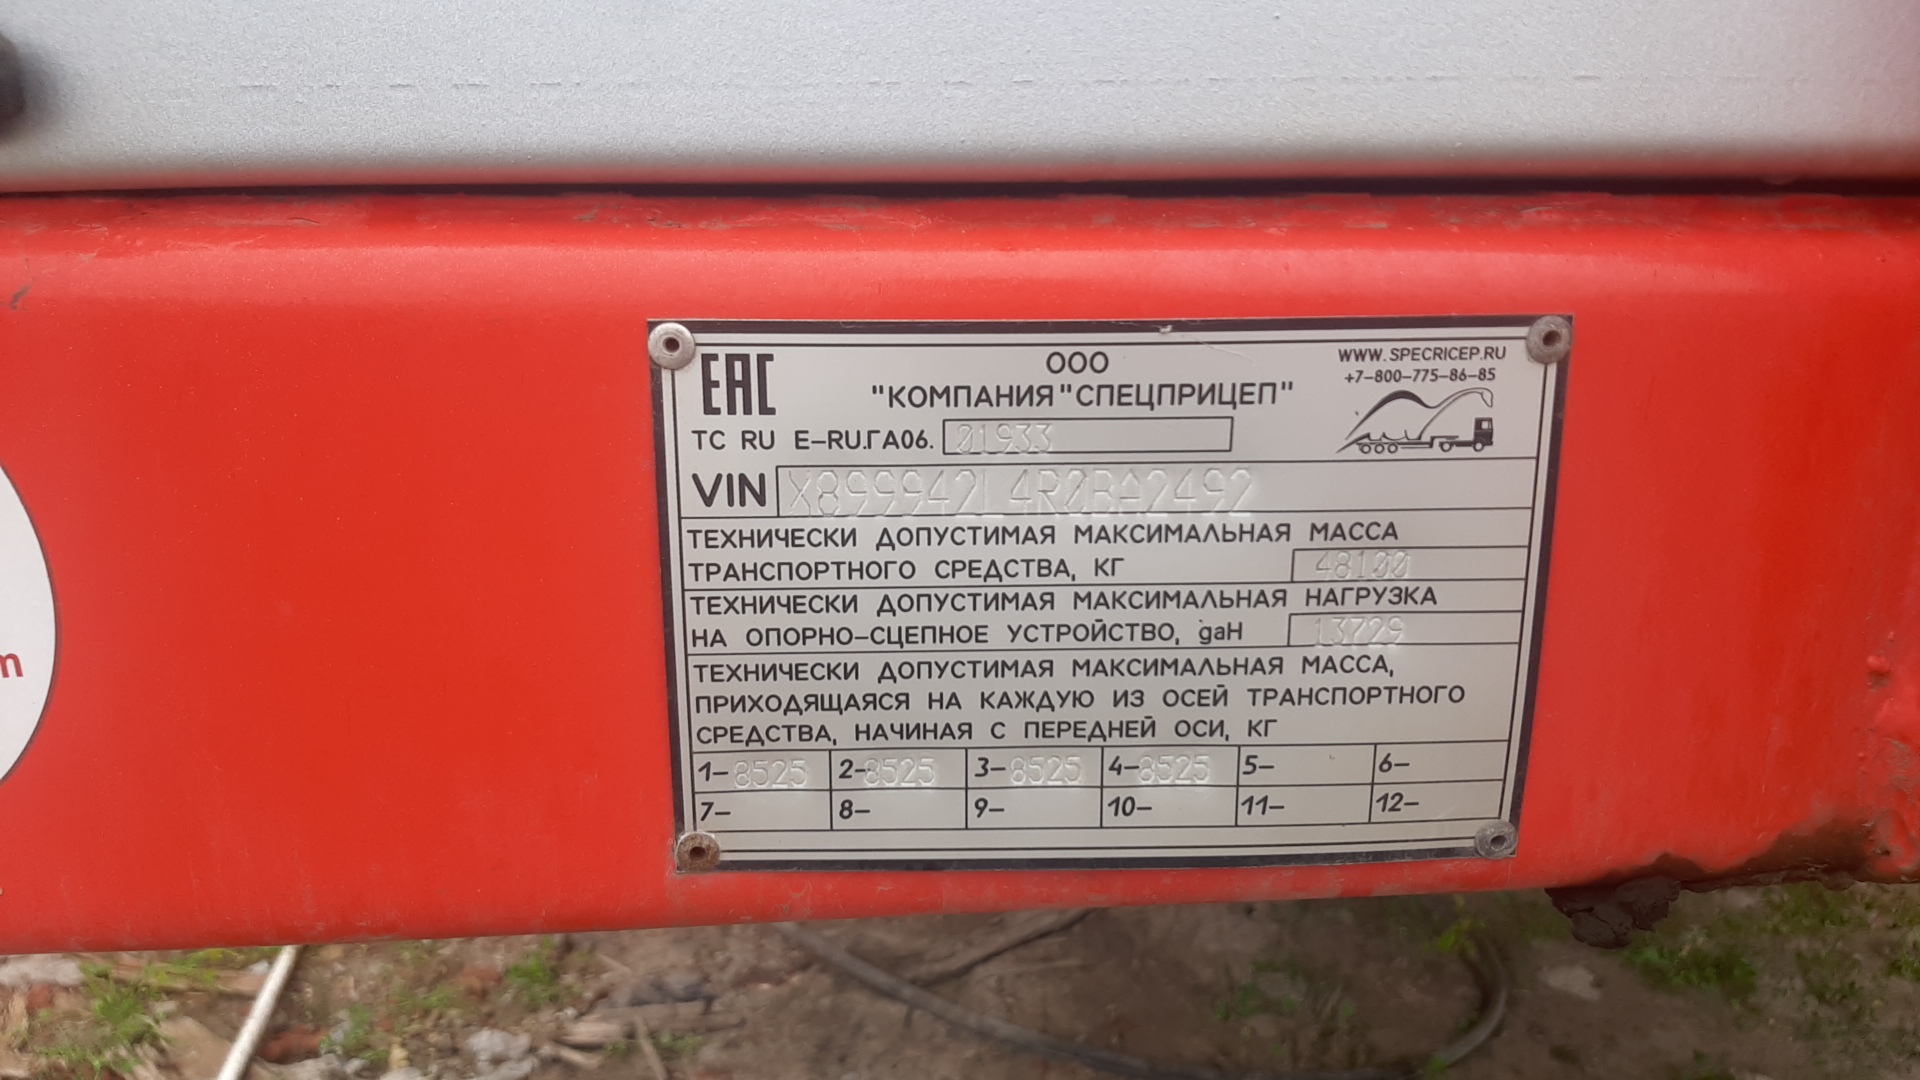 EAC
ООО
"КОМПАНИЯ"СПЕЦПРИЦЕП"
WWW.SPECRICEP.RU
+7-800-775-86-85
ТС RU E-RU.ГА06. 01933
VIN X899942L4R0BA2492
ТЕХНИЧЕСКИ ДОПУСТИМАЯ МАКСИМАЛЬНАЯ МАССА
ТРАНСПОРТНОГО СРЕДСТВА, КГ 48100
ТЕХНИЧЕСКИ ДОПУСТИМАЯ МАКСИМАЛЬНАЯ НАГРУЗКА
НА ОПОРНО-СЦЕПНОЕ УСТРОЙСТВО, gaH 13729
ТЕХНИЧЕСКИ ДОПУСТИМАЯ МАКСИМАЛЬНАЯ МАССА,
ПРИХОДЯЩАЯСЯ НА КАЖДУЮ ИЗ ОСЕЙ ТРАНСПОРТНОГО
СРЕДСТВА, НАЧИНАЯ С ПЕРЕДНЕЙ ОСИ, КГ
1-8525 2-8525 3-8525 4-8525 5- 6-
7- 8- 9- 10- 11- 12-